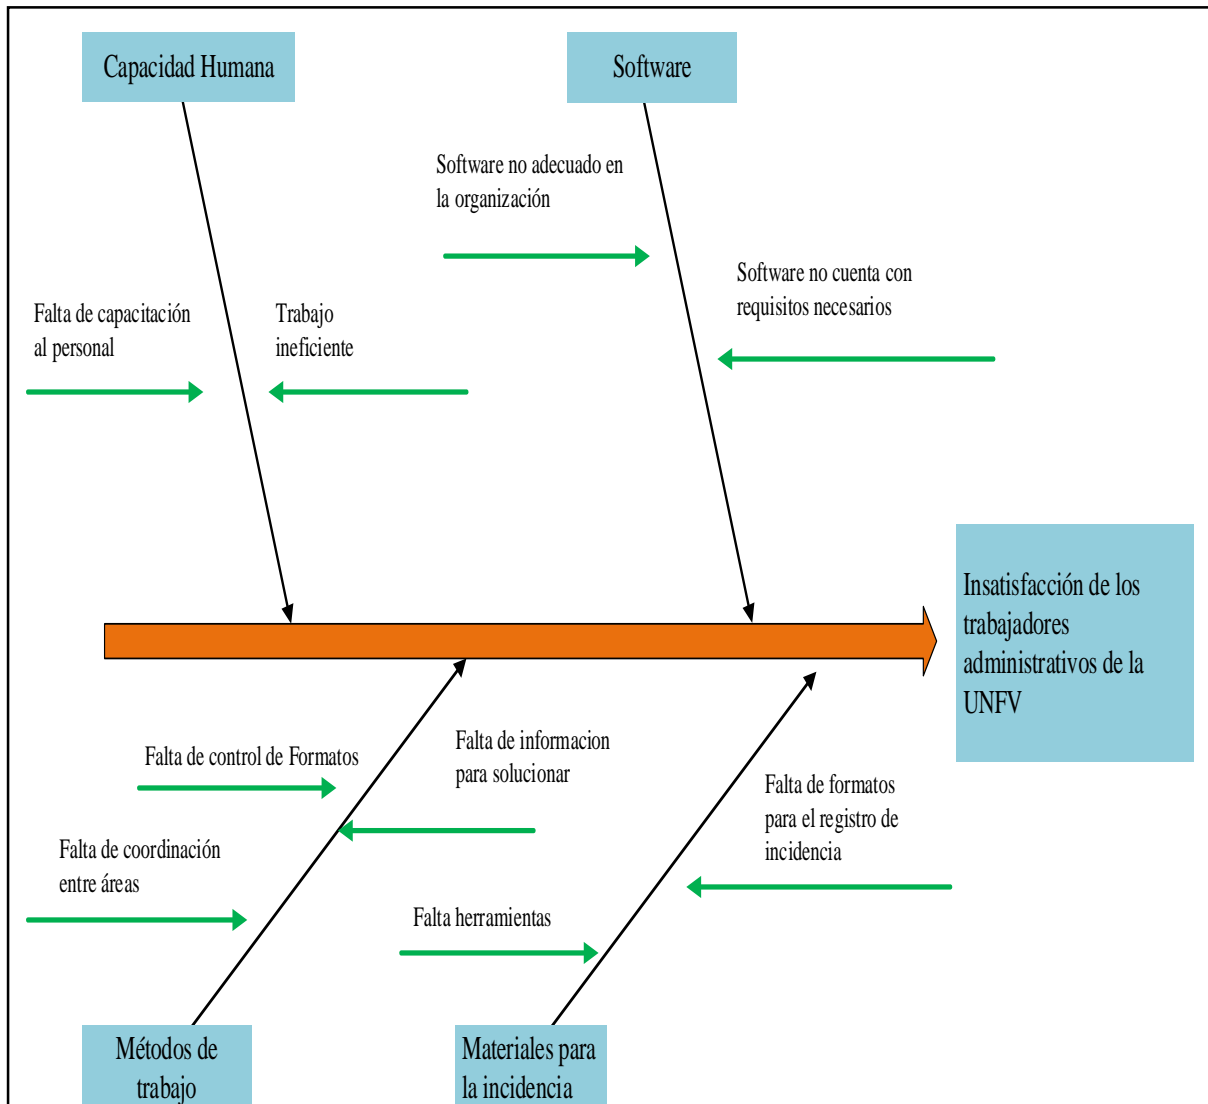 Capacidad Humana
Software
Software no adecuado en
la organización
Software no cuenta con
requisitos necesarios
Falta de capacitación
al personal
Trabajo
ineficiente
Insatisfacción de los
trabajadores
administrativos de la
UNFV
Falta de control de Formatos
Falta de informacion
para solucionar
Falta de formatos
para el registro de
incidencia
Falta de coordinación
entre áreas
Falta herramientas
Métodos de
trabajo
Materiales para
la incidencia